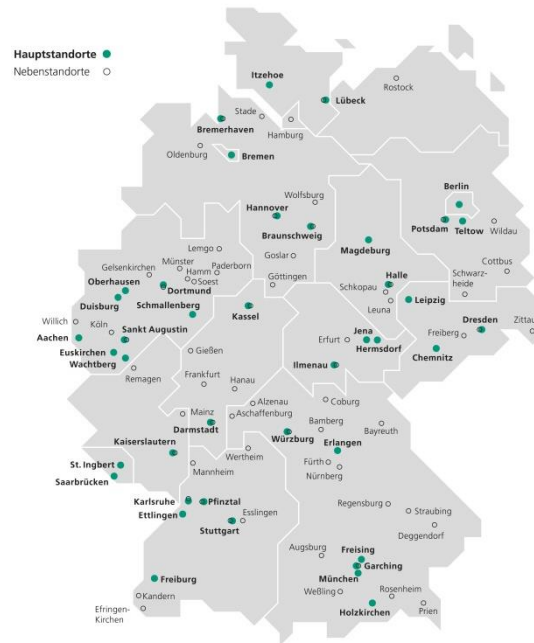 Hauptstandorte
Nebenstandorte
Itzehoe
Rostock
Lübeck
Stade
Bremerhaven
Hamburg
Oldenburg
Bremen
Berlin
Wolfsburg
Hannover
Potsdam
Teltow
Wildau
Braunschweig
Magdeburg
Lemgo
Goslar
Cottbus
Münster
Paderborn
Gelsenkirchen
Hamm
Soest
Göttingen
Halle
Schwarz-
heide
Oberhausen
Dortmund
Schkopau
Duisburg
Leipzig
Schmallenberg
Kassel
Leuna
Willich
Köln
Dresden
Zittau
Sankt Augustin
Jena
Aachen
Erfurt
Hermsdorf
Freiberg
Euskirchen
Gießen
Chemnitz
Wachtberg
Ilmenau
Remagen
Frankfurt
Hanau
Alzenau
Coburg
Mainz
Aschaffenburg
Bamberg
Darmstadt
Bayreuth
Kaiserslautern
Würzburg
Erlangen
Wertheim
St. Ingbert
Fürth
Mannheim
Saarbrücken
Nürnberg
Karlsruhe
Pfinztal
Regensburg
Ettlingen
Esslingen
Straubing
Stuttgart
Deggendorf
Augsburg
Freising
Garching
Freiburg
München
Weßling
Rosenheim
Kandern
Holzkirchen
Prien
Efringen-
Kirchen